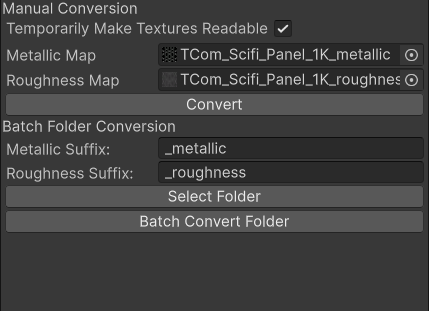 Manual Conversion
Temporarily Make Textures Readable
Metallic Map TCom_Scifi_Panel_1K_metallic
Roughness Map TCom_Scifi_Panel_1K_roughnes
Convert
Batch Folder Conversion
Metallic Suffix: _metallic
Roughness Suffix: _roughness
Select Folder
Batch Convert Folder